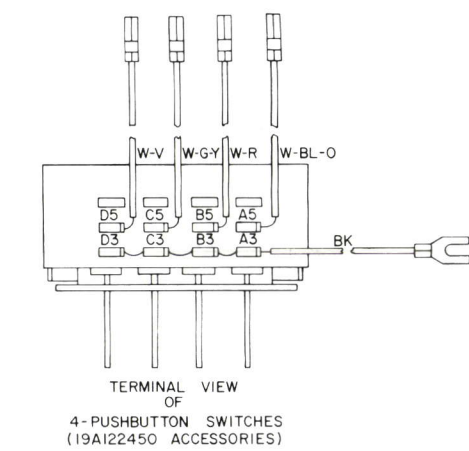 W-V W-G-Y W-R W-BL-O
D5 C5 B5 A5
D3 C3 B3 A3
BK
TERMINAL VIEW
OF
4-PUSHBUTTON SWITCHES
(19A122450 ACCESSORIES)